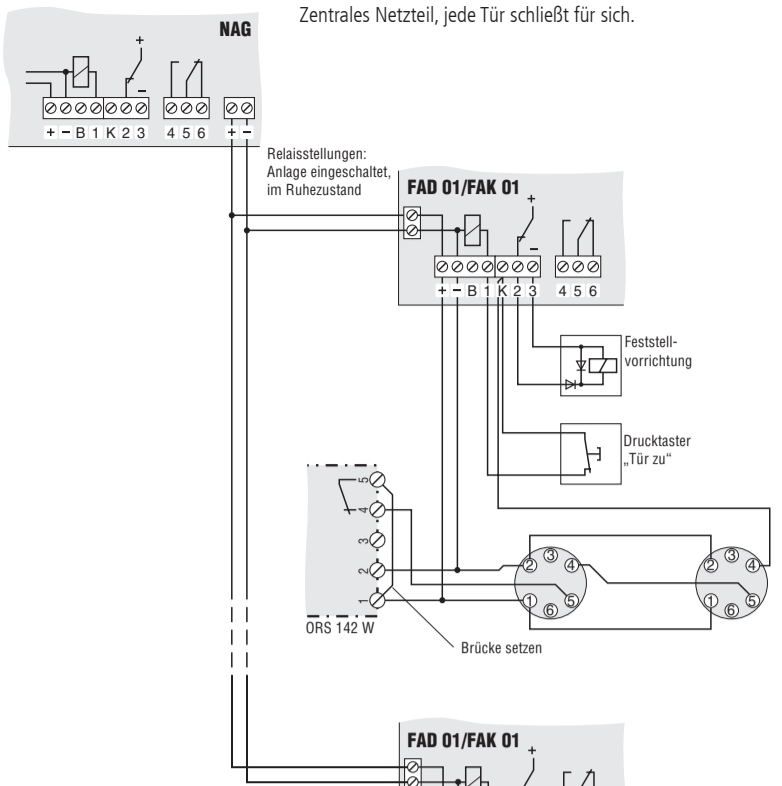 Zentrales Netzteil, jede Tür schließt für sich.
NAG
+
−
+ − B 1 K 2 3 4 5 6 + −
Relaisstellungen:
Anlage eingeschaltet,
im Ruhezustand
FAD 01/FAK 01
+
−
+ − B 1 K 2 3 4 5 6
Feststell-
vorrichtung
Drucktaster
„Tür zu“
5
4
3
2
1
ORS 142 W
Brücke setzen
2 3 4
1 6 5
2 3 4
1 6 5
FAD 01/FAK 01
+